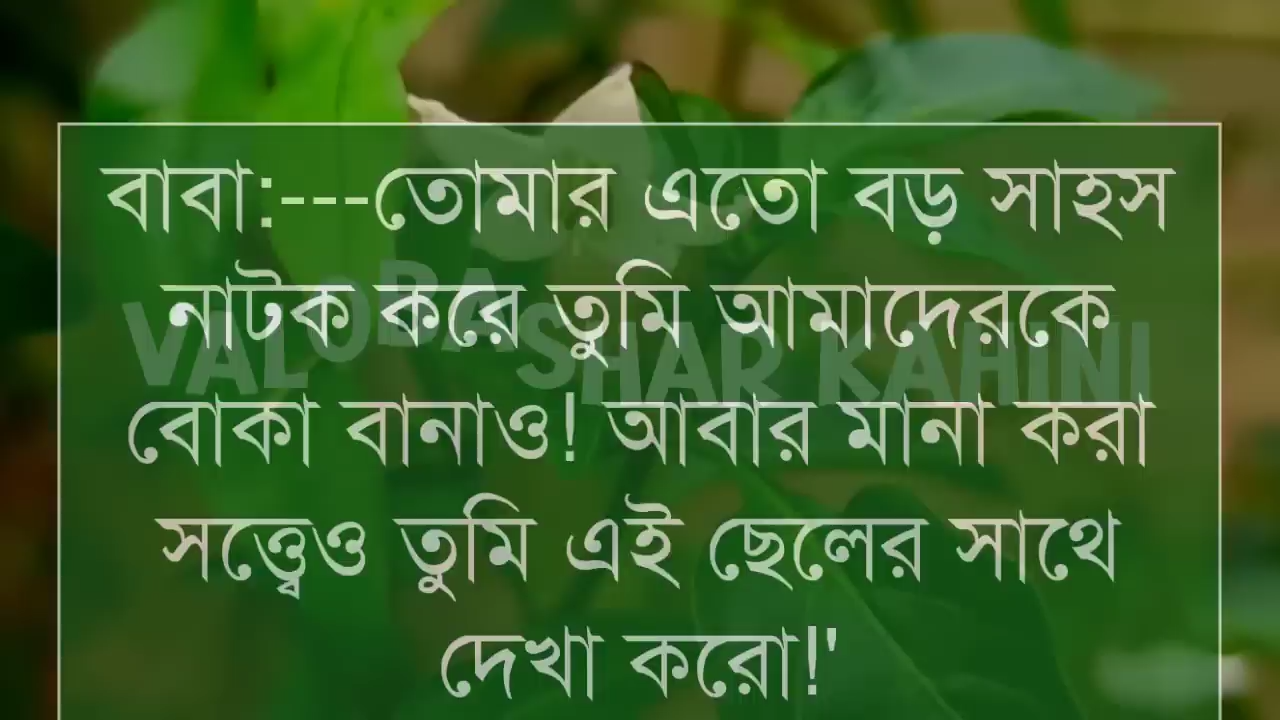 বাবা:---তোমার এতো বড় সাহস
নাটক করে তুমি আমাদেরকে
VALOBASHAR KAHINI
বোকা বানাও! আবার মানা করা
সত্ত্বেও তুমি এই ছেলের সাথে
দেখা করো!'